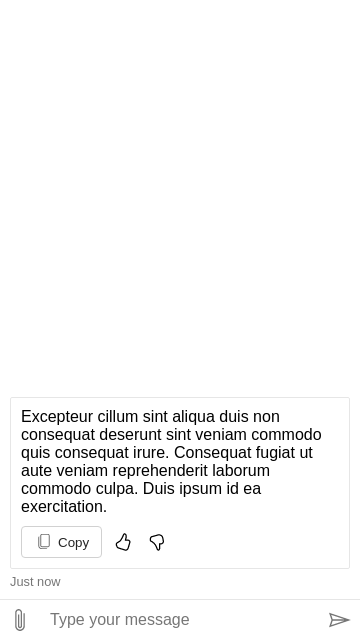 Excepteur cillum sint aliqua duis non
consequat deserunt sint veniam commodo
quis consequat irure. Consequat fugiat ut
aute veniam reprehenderit laborum
commodo culpa. Duis ipsum id ea
exercitation.
Copy
Just now
Type your message